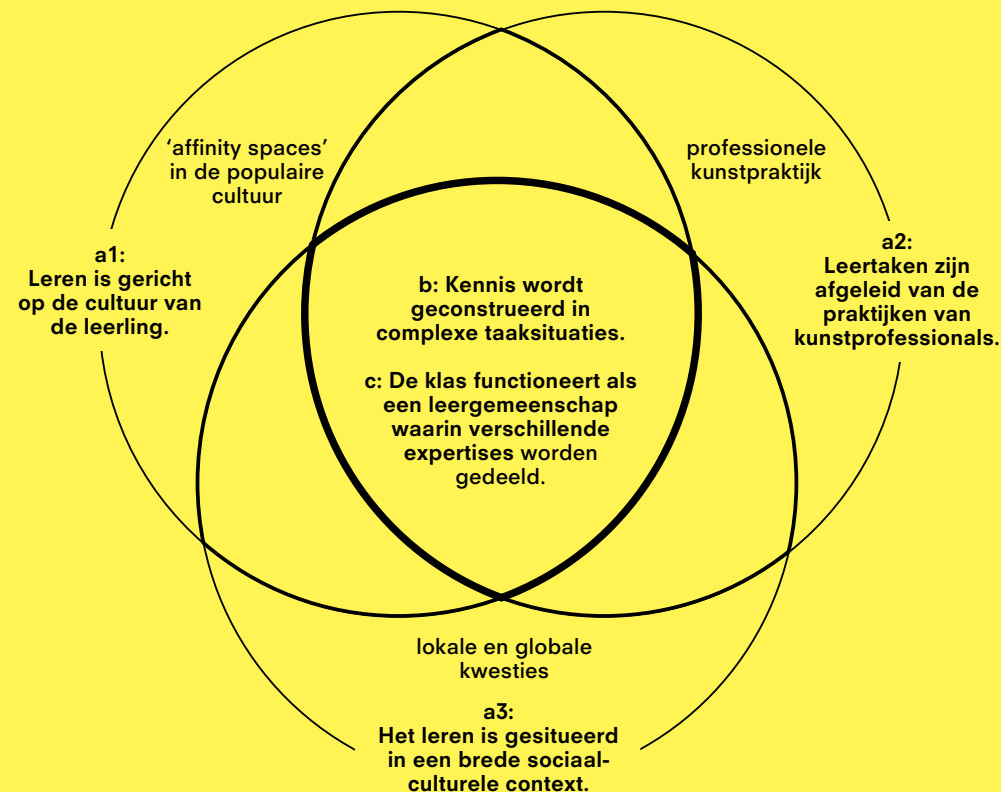 'affinity spaces'
in de populaire
cultuur
professionele
kunstpraktijk
a1:
Leren is gericht
op de cultuur van
de leerling.
a2:
Leertaken zijn
afgeleid van de
praktijken van
kunstprofessionals.
b: Kennis wordt
geconstrueerd in
complexe taaksituaties.
c: De klas functioneert als
een leergemeenschap
waarin verschillende
expertises worden
gedeeld.
lokale en globale
kwesties
a3:
Het leren is gesitueerd
in een brede sociaal-
culturele context.